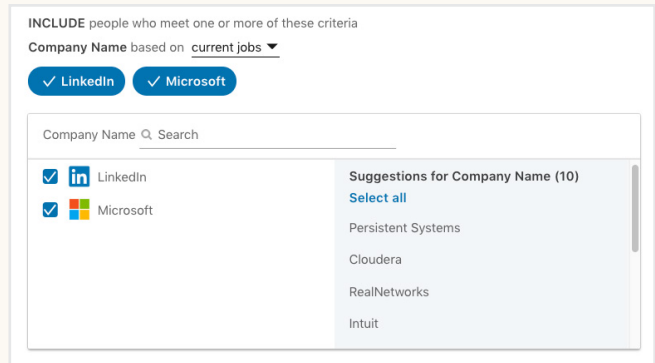 INCLUDE people who meet one or more of these criteria
Company Name based on current jobs
LinkedIn
Microsoft
Company Name Search
in LinkedIn
Microsoft
Suggestions for Company Name (10)
Select all
Persistent Systems
Cloudera
RealNetworks
Intuit